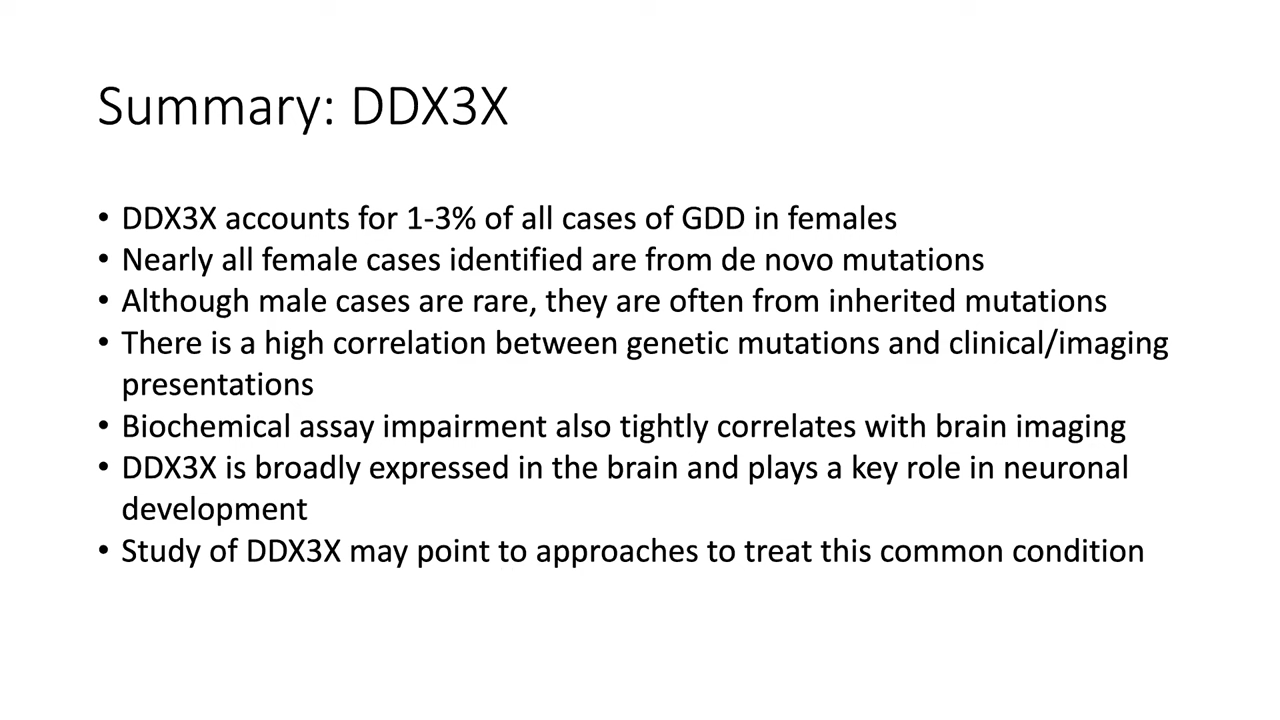 Summary: DDX3X
• DDX3X accounts for 1-3% of all cases of GDD in females
• Nearly all female cases identified are from de novo mutations
• Although male cases are rare, they are often from inherited mutations
• There is a high correlation between genetic mutations and clinical/imaging
presentations
• Biochemical assay impairment also tightly correlates with brain imaging
• DDX3X is broadly expressed in the brain and plays a key role in neuronal
development
• Study of DDX3X may point to approaches to treat this common condition